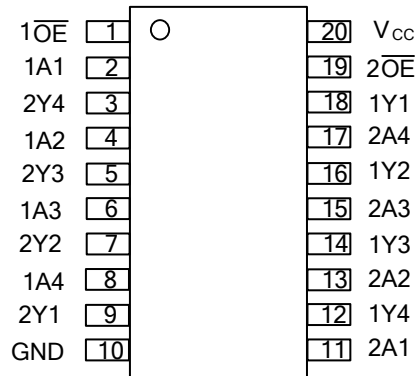 1O̅E̅ 1 20 VCC
1A1 2 19 2O̅E̅
2Y4 3 18 1Y1
1A2 4 17 2A4
2Y3 5 16 1Y2
1A3 6 15 2A3
2Y2 7 14 1Y3
1A4 8 13 2A2
2Y1 9 12 1Y4
GND 10 11 2A1